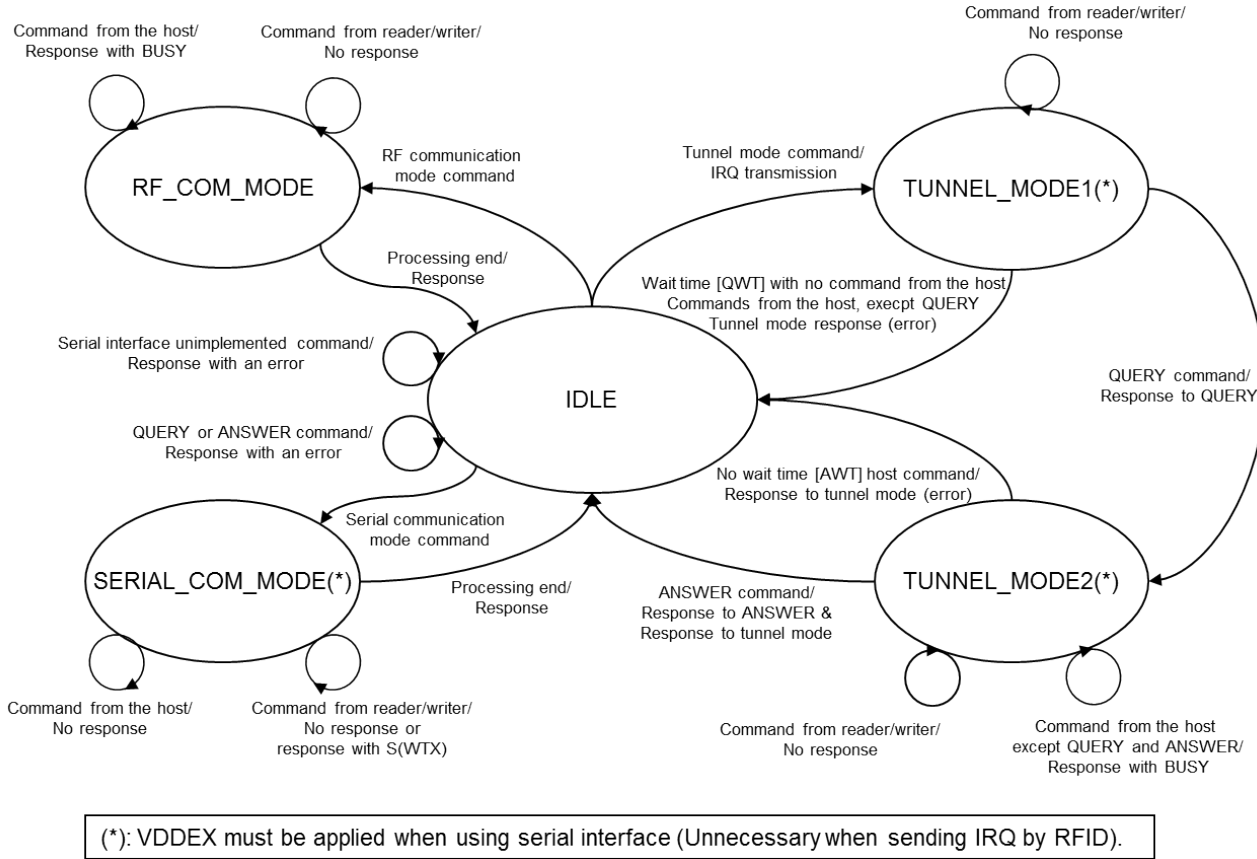 Command from the host/
Response with BUSY
Command from reader/writer/
No response
Command from reader/writer/
No response
RF_COM_MODE
RF communication
mode command
Tunnel mode command/
IRQ transmission
TUNNEL_MODE1(*)
Processing end/
Response
Wait time [QWT] with no command from the host
Commands from the host, execpt QUERY
Tunnel mode response (error)
Serial interface unimplemented command/
Response with an error
IDLE
QUERY command/
Response to QUERY
QUERY or ANSWER command/
Response with an error
No wait time [AWT] host command/
Response to tunnel mode (error)
Serial communication
mode command
SERIAL_COM_MODE(*)
Processing end/
Response
ANSWER command/
Response to ANSWER &
Response to tunnel mode
TUNNEL_MODE2(*)
Command from the host/
No response
Command from reader/writer/
No response or
response with S(WTX)
Command from reader/writer/
No response
Command from the host
except QUERY and ANSWER/
Response with BUSY
(*): VDDEX must be applied when using serial interface (Unnecessary when sending IRQ by RFID).